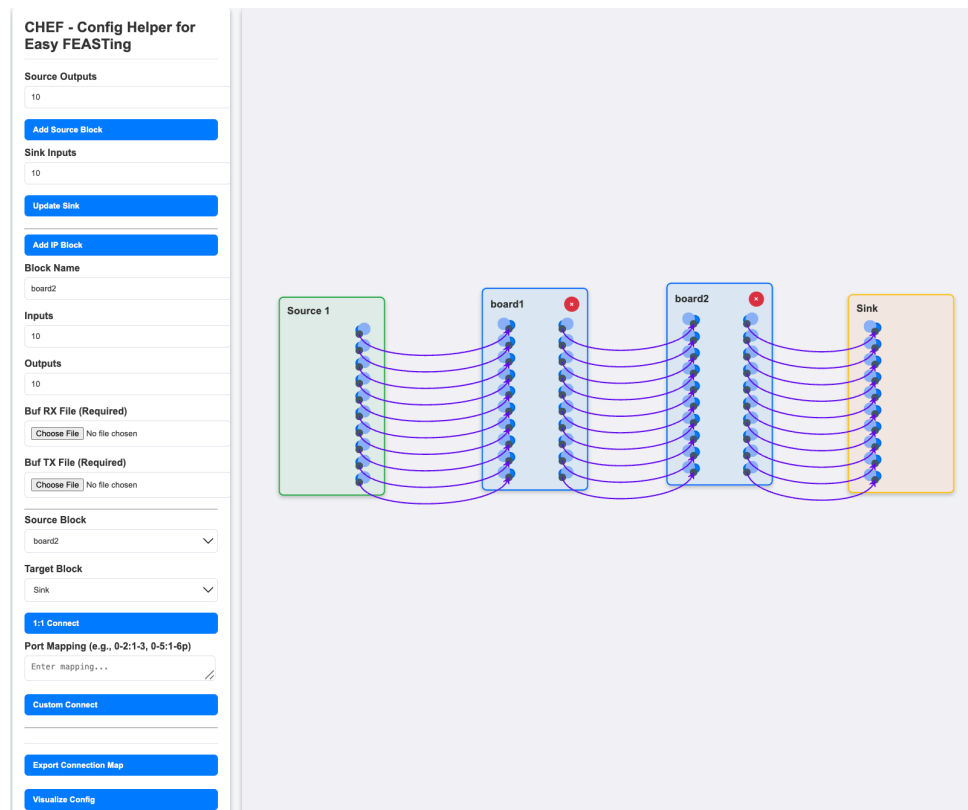 CHEF - Config Helper for
Easy FEASTing
Source Outputs
10
Add Source Block
Sink Inputs
10
Update Sink
Add IP Block
Block Name
board2
Inputs
10
Outputs
10
Buf RX File (Required)
Choose File No file chosen
Buf TX File (Required)
Choose File No file chosen
Source Block
board2
Target Block
Sink
1:1 Connect
Port Mapping (e.g., 0-2:1-3, 0-5:1-6p)
Enter mapping...
Custom Connect
Export Connection Map
Visualize Config
Source 1
board1
×
board2
×
Sink